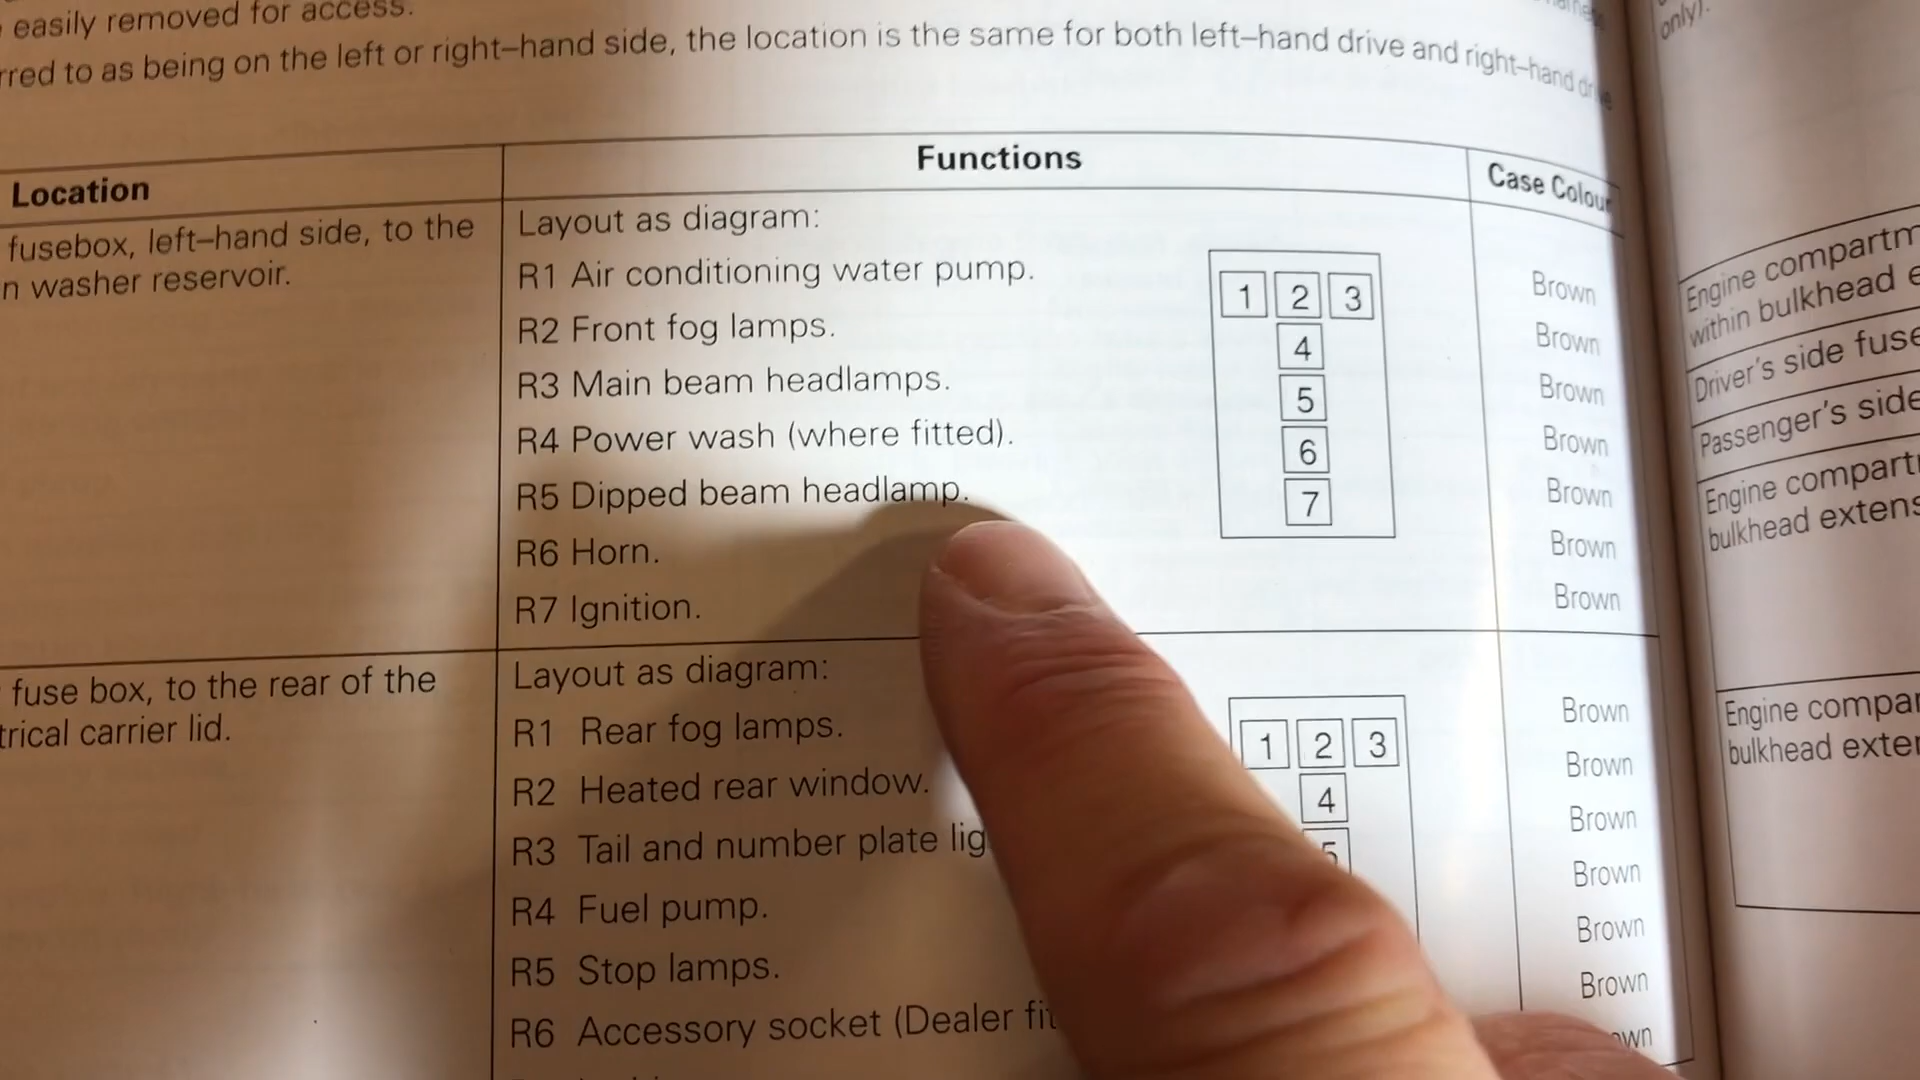 easily removed for access.
rred to as being on the left or right–hand side, the location is the same for both left–hand drive and right–hand drive
only).
Location
Functions
Case Colour
fusebox, left–hand side, to the
n washer reservoir.
Layout as diagram:
R1 Air conditioning water pump.
R2 Front fog lamps.
R3 Main beam headlamps.
R4 Power wash (where fitted).
R5 Dipped beam headlamp.
R6 Horn.
R7 Ignition.
1 2 3
4
5
6
7
Brown
Brown
Brown
Brown
Brown
Brown
Brown
fuse box, to the rear of the
trical carrier lid.
Layout as diagram:
R1 Rear fog lamps.
R2 Heated rear window.
R3 Tail and number plate lig
R4 Fuel pump.
R5 Stop lamps.
R6 Accessory socket (Dealer fit
1 2 3
4
5
Brown
Brown
Brown
Brown
Brown
Brown
own
Engine compartm
within bulkhead e
Driver's side fuse
Passenger's side
Engine compartr
bulkhead extens
Engine compar
bulkhead exter